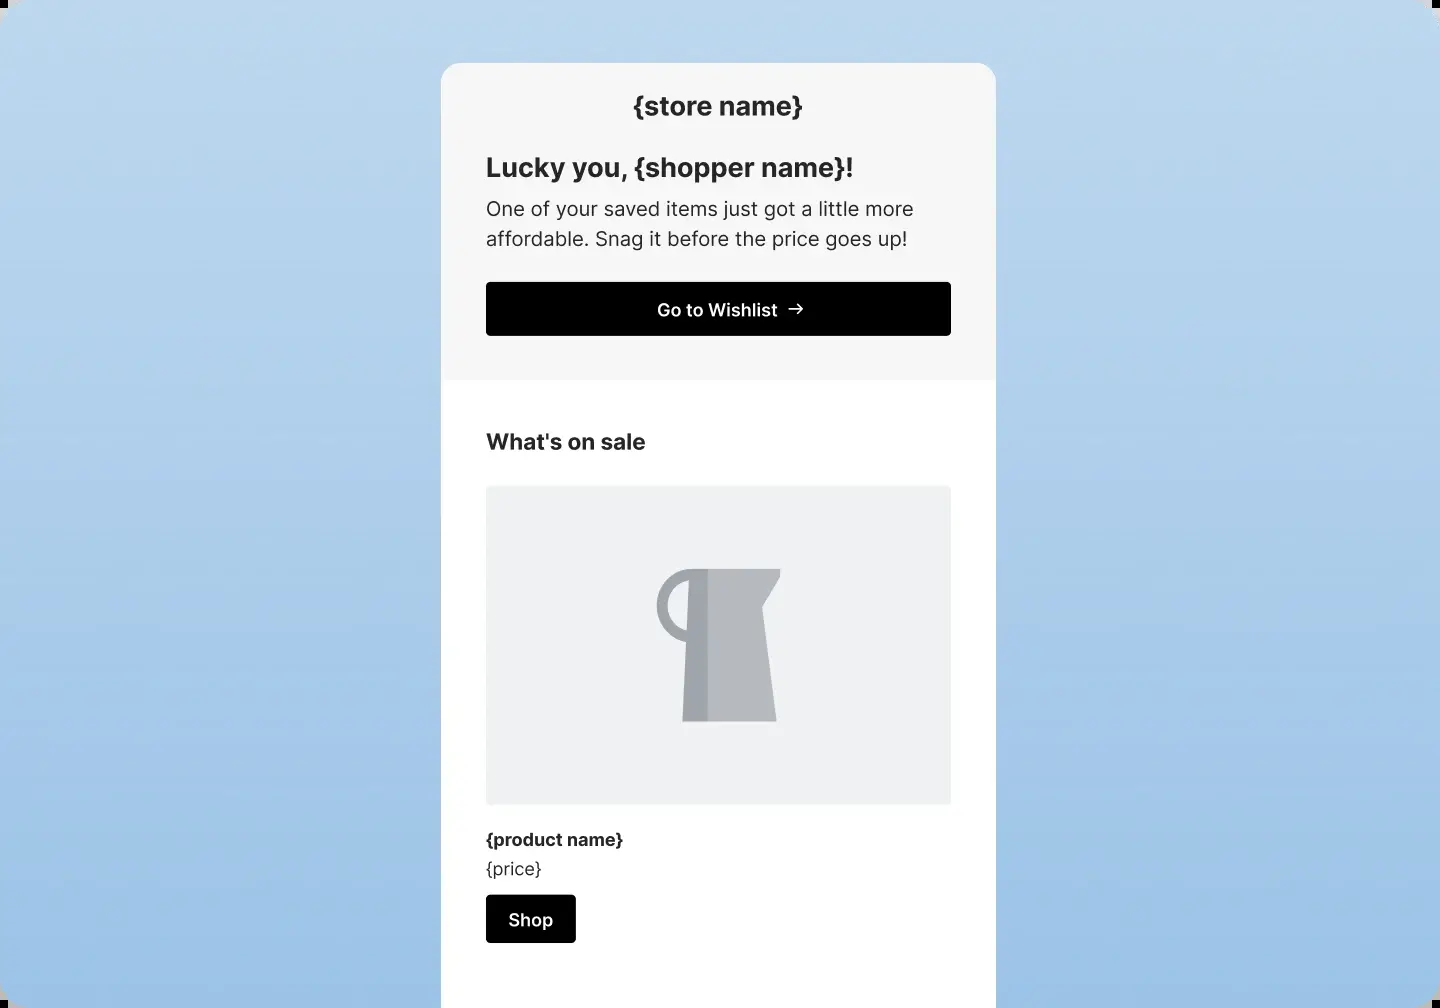 {store name}
Lucky you, {shopper name}!
One of your saved items just got a little more
affordable. Snag it before the price goes up!
Go to Wishlist →
What's on sale
{product name}
{price}
Shop